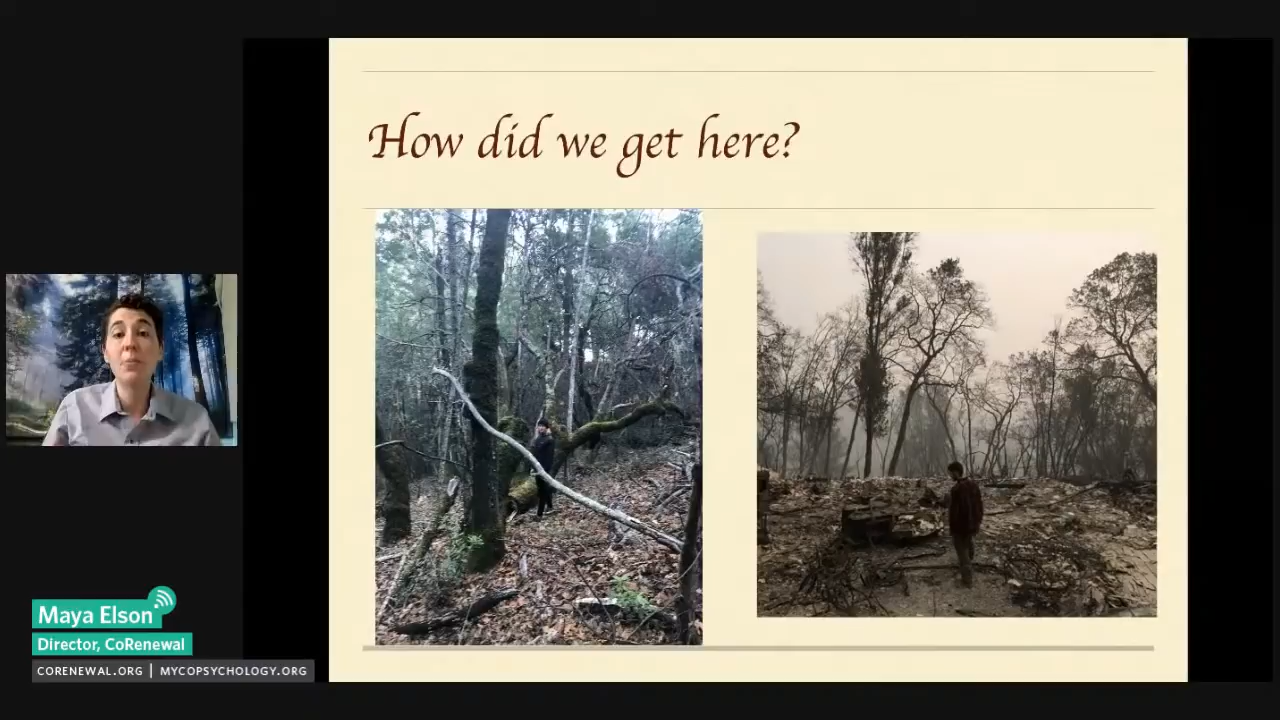 How did we get here?
Maya Elson
Director, CoRenewal
CORENEWAL.ORG | MYCOPSYCHOLOGY.ORG